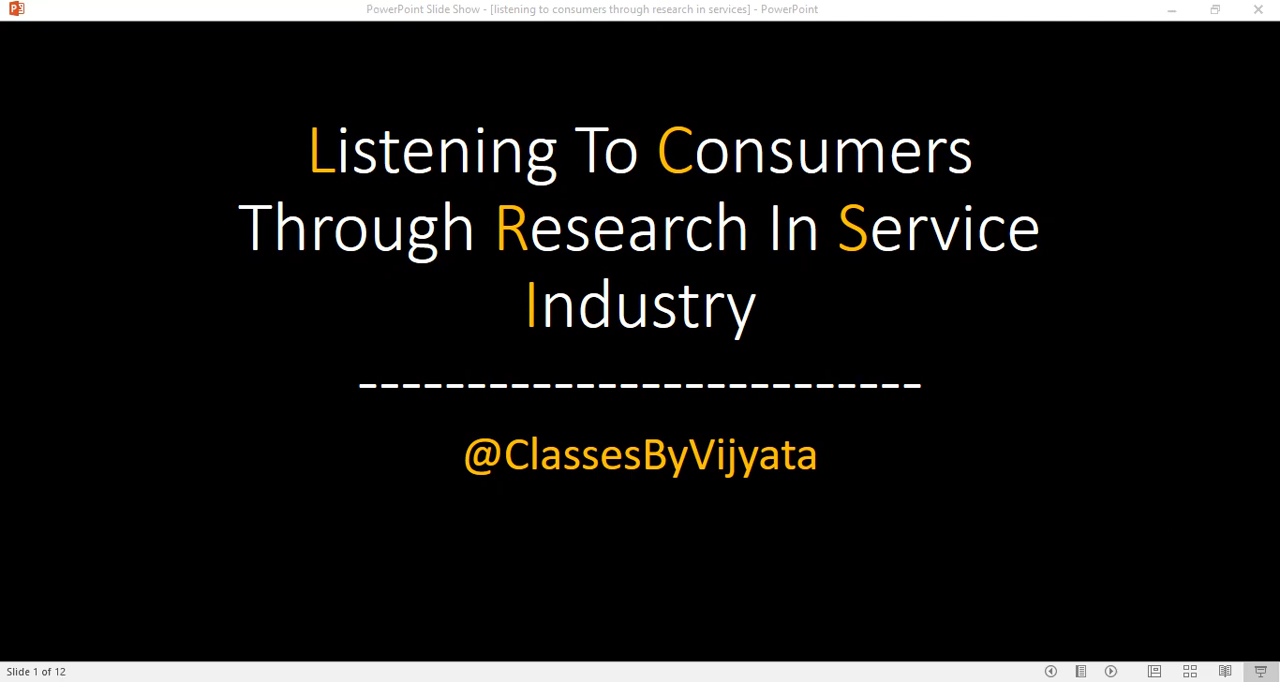 PowerPoint Slide Show - [listening to consumers through research in services] - PowerPoint
Listening To Consumers
Through Research In Service
Industry
--------------------------
@ClassesByVijyata
Slide 1 of 12